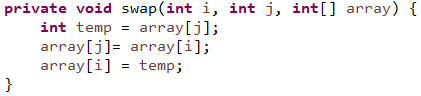 private void swap(int i, int j, int[] array) {
    int temp = array[j];
    array[j]= array[i];
    array[i] = temp;
}